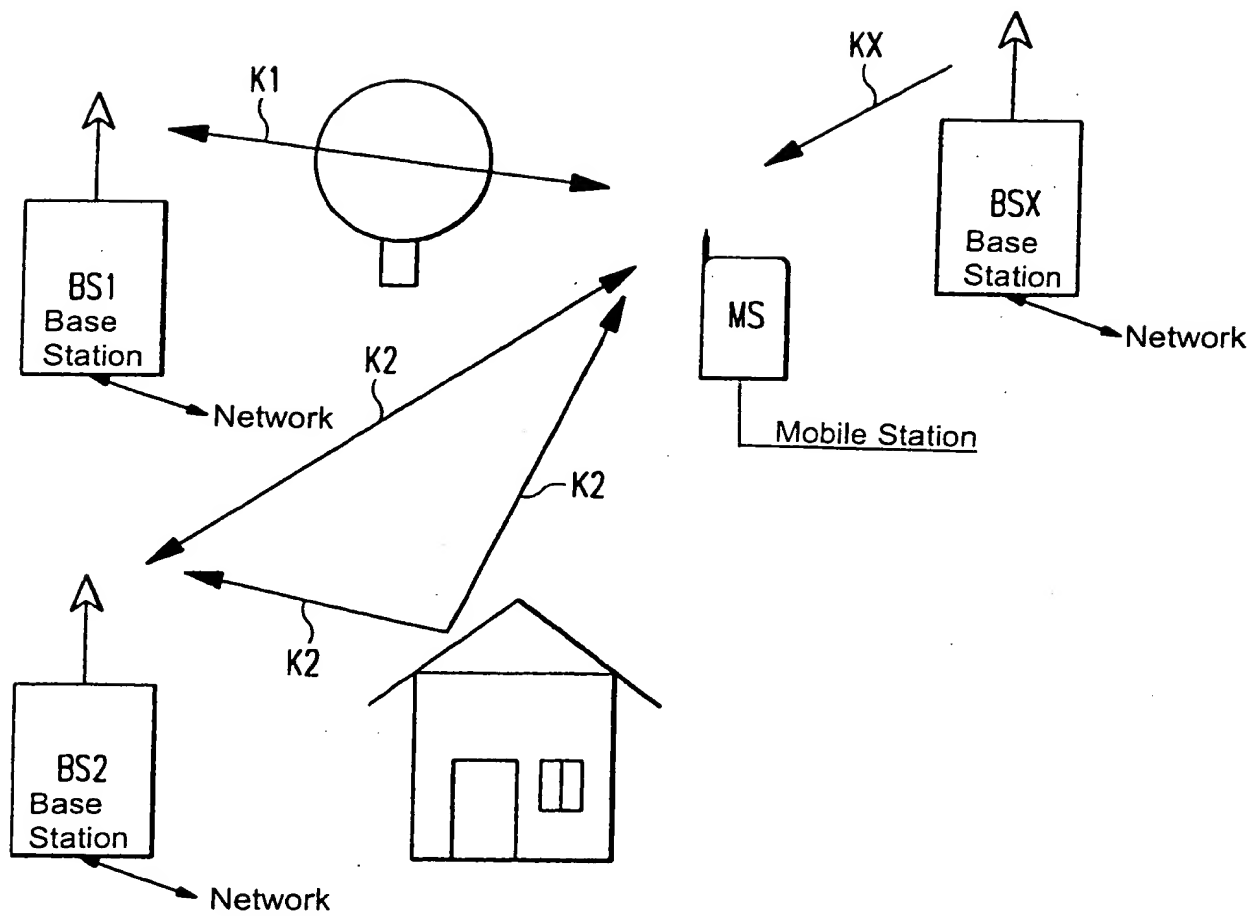 KX
K1
BSX
Base
Station
BS1
Base
Station
MS
Network
K2
Network
Mobile Station
K2
K2
BS2
Base
Station
Network